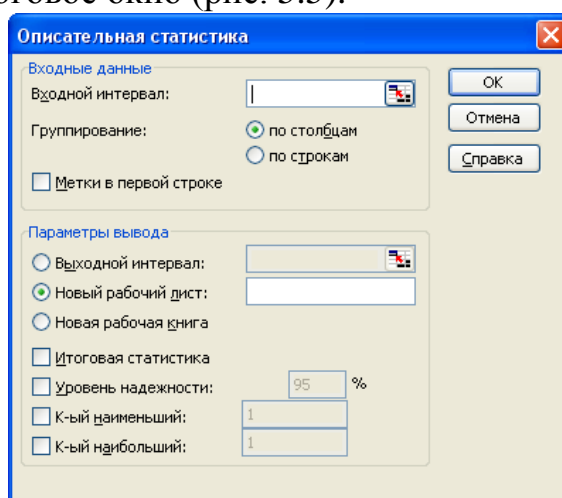 оговое окно (рис. 3.3).
Описательная статистика
Входные данные
Входной интервал:
Группирование:
по столбцам
по строкам
Метки в первой строке
OK
Отмена
Справка
Параметры вывода
Выходной интервал:
Новый рабочий лист:
Новая рабочая книга
Итоговая статистика
Уровень надежности: 95 %
К-ый наименьший: 1
К-ый наибольший: 1